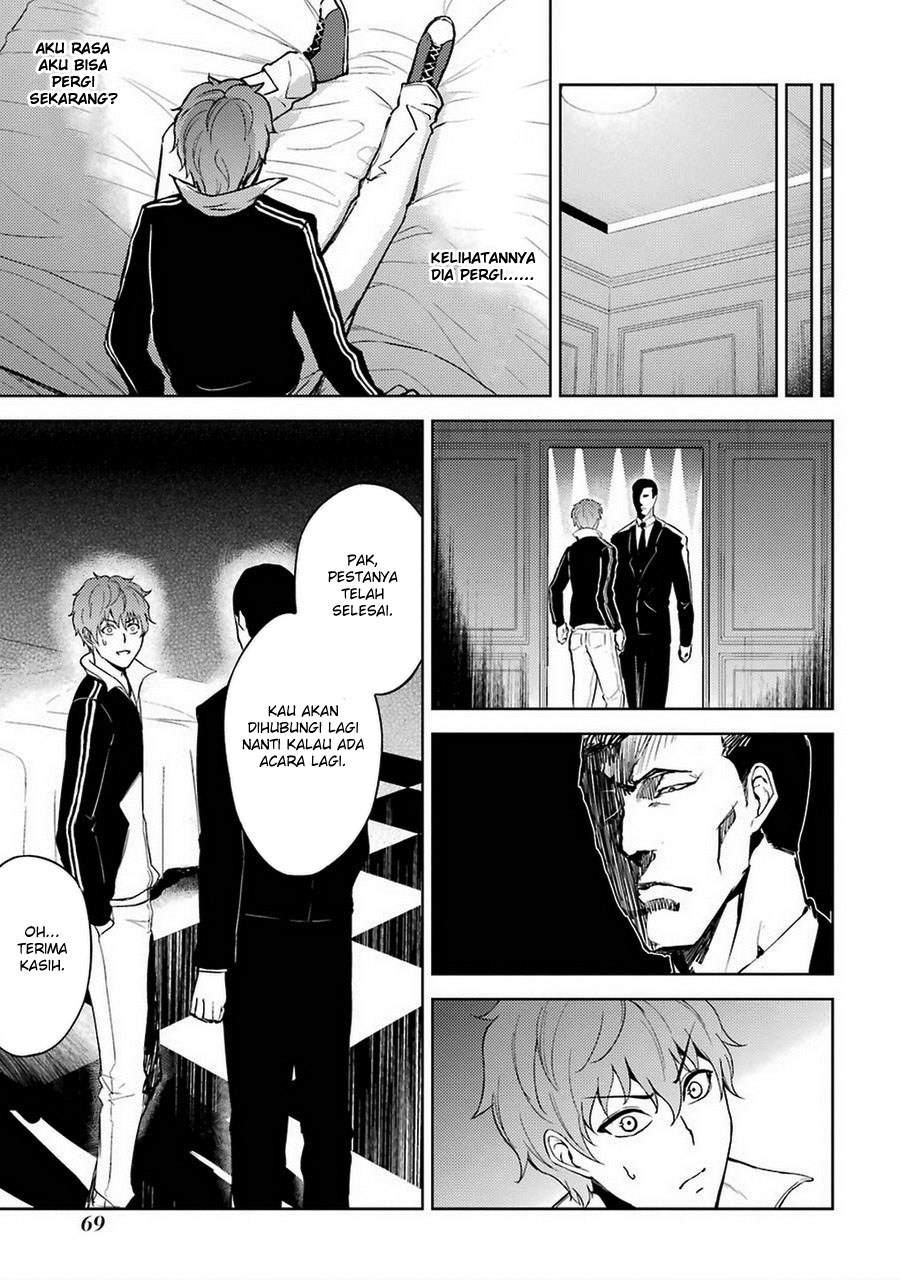 KELIHATANNYA
DIA PERGI......
AKU RASA
AKU BISA
PERGI
SEKARANG?
PAK,
PESTANYA
TELAH
SELESAI.
KAU AKAN
DIHUBUNGI LAGI
NANTI KALAU ADA
ACARA LAGI.
OH...
TERIMA
KASIH.
69